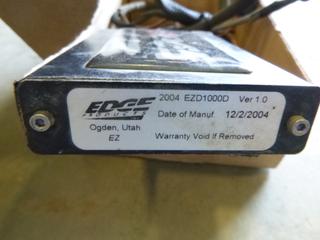 EDGE 2004 EZD1000D Ver 1.0
PRODUCTS Date of Manuf. 12/2/2004
Ogden, Utah
EZ Warranty Void If Removed